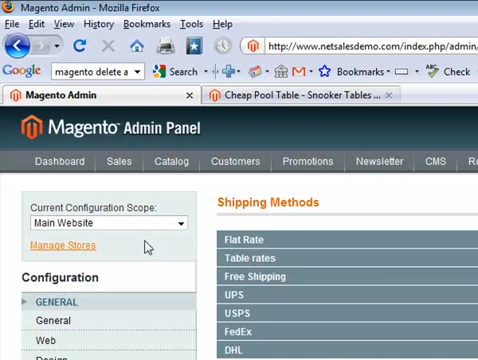 Magento Admin - Mozilla Firefox
File Edit View History Bookmarks Tools Help
http://www.netsalesdemo.com/index.php/admin/
Google magento delete a Search Bookmarks Check
Magento Admin Cheap Pool Table - Snooker Tables ...
Magento Admin Panel
Dashboard Sales Catalog Customers Promotions Newsletter CMS
Current Configuration Scope:
Main Website
Manage Stores
Shipping Methods
Flat Rate
Table rates
Free Shipping
UPS
USPS
FedEx
DHL
Configuration
GENERAL
General
Web